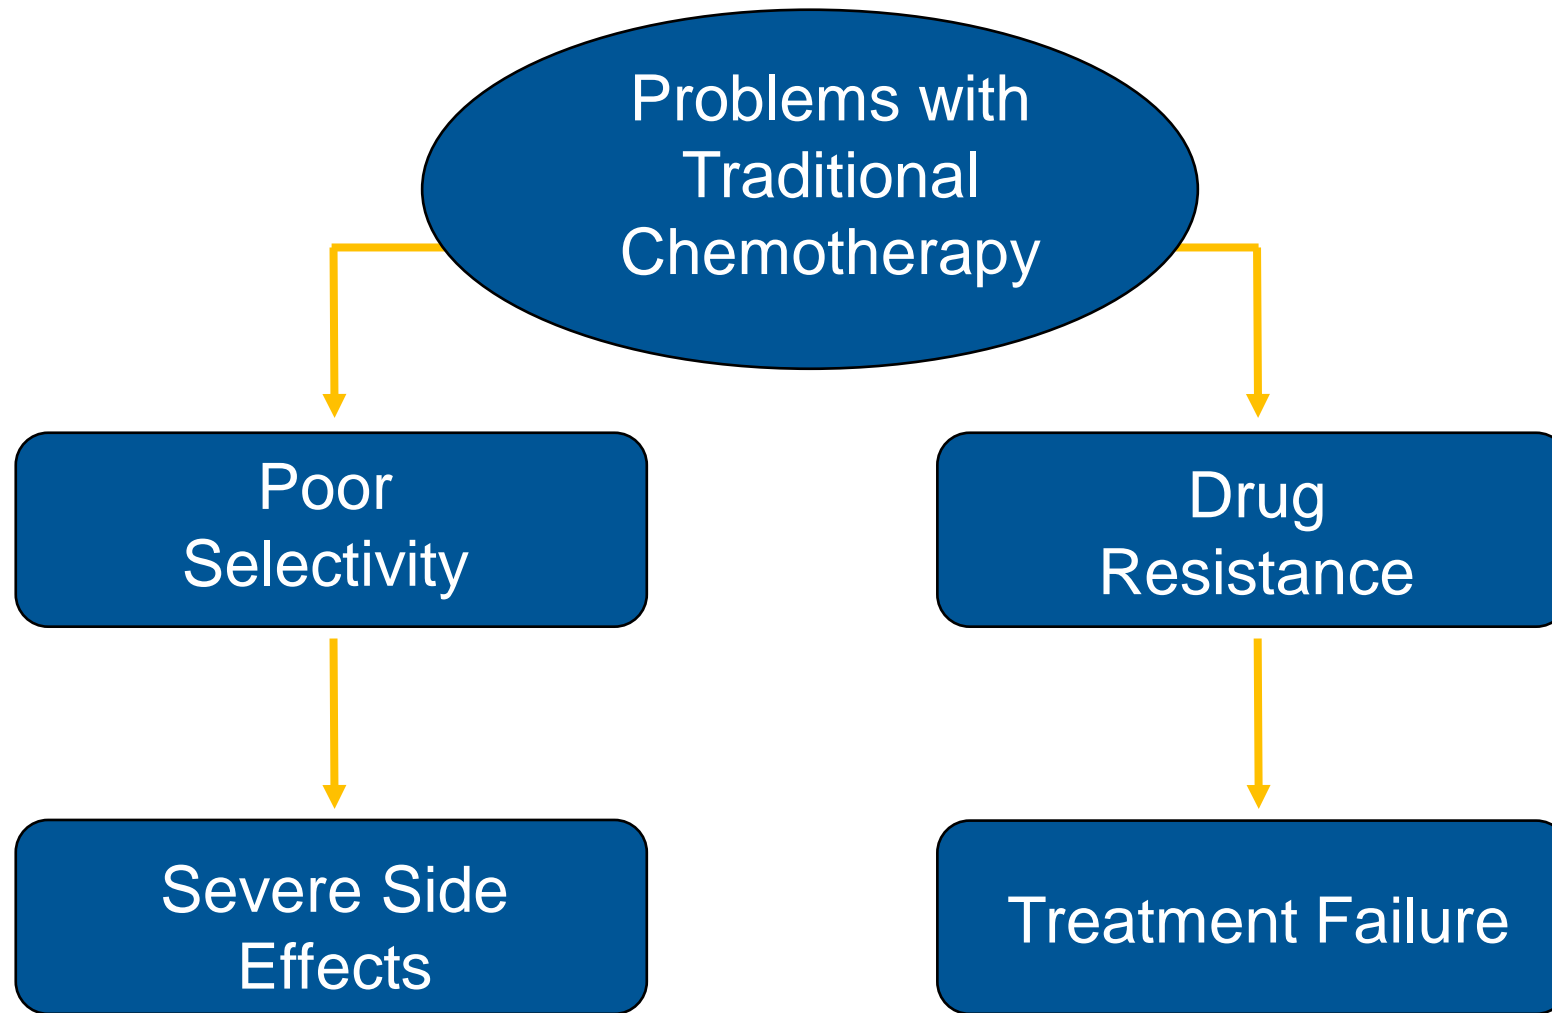 Problems with
Traditional
Chemotherapy
Poor
Selectivity
Drug
Resistance
Severe Side
Effects
Treatment Failure